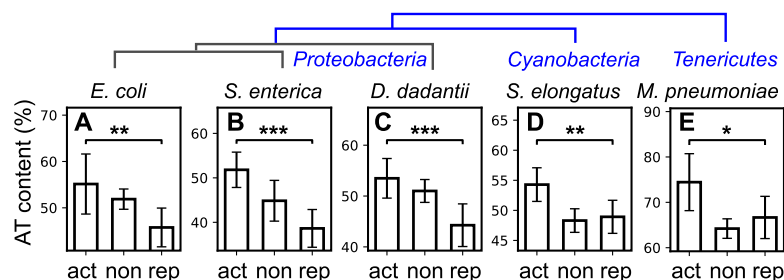 Proteobacteria Cyanobacteria Tenericutes
E. coli S. enterica D. dadantii S. elongatus M. pneumoniae
AT content (%)
A ** B *** C *** D ** E *
70 60 50
60 50 40
60 50 40
65 60 55 50 45
90 80 70 60
act non rep act non rep act non rep act non rep act non rep